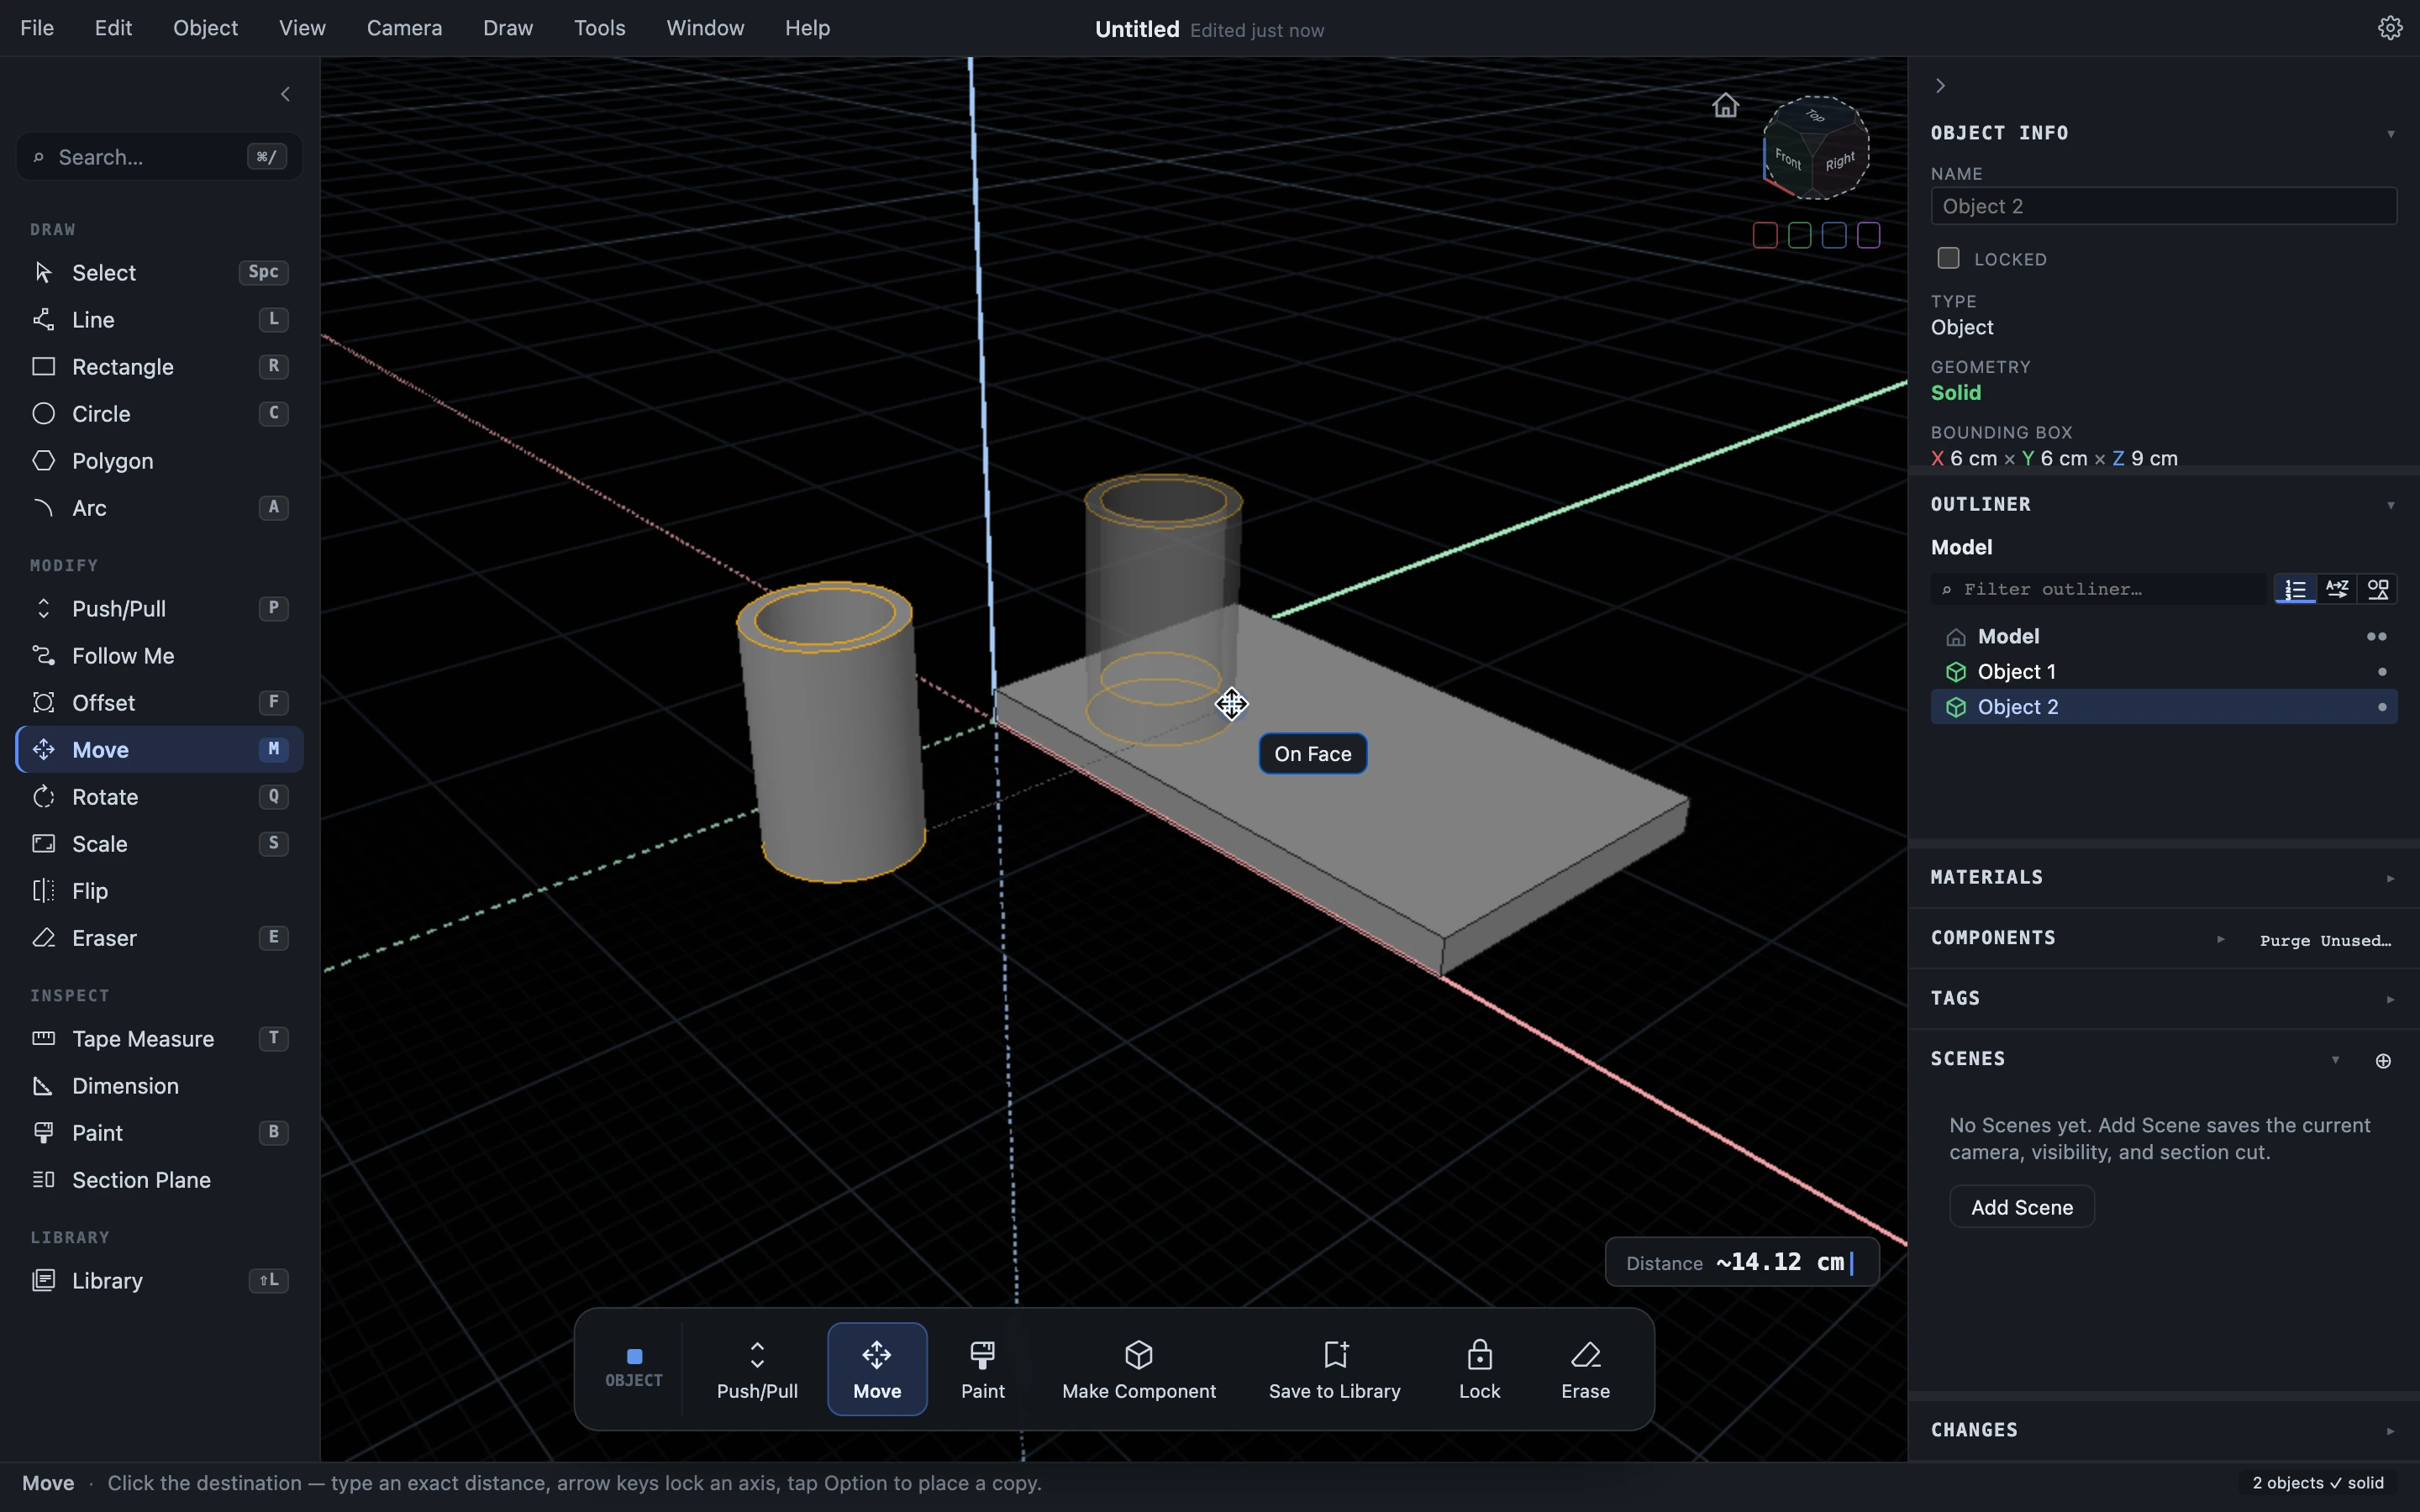 File Edit Object View Camera Draw Tools Window Help
Untitled Edited just now
Search... ⌘/
DRAW
Select Spc
Line L
Rectangle R
Circle C
Polygon
Arc A
MODIFY
Push/Pull P
Follow Me
Offset F
Move M
Rotate Q
Scale S
Flip
Eraser E
INSPECT
Tape Measure T
Dimension
Paint B
Section Plane
LIBRARY
Library ⇧L
Top
Front
Right
On Face
Distance ~14.12 cm
OBJECT
Push/Pull
Move
Paint
Make Component
Save to Library
Lock
Erase
OBJECT INFO
NAME
Object 2
LOCKED
TYPE
Object
GEOMETRY
Solid
BOUNDING BOX
X 6 cm × Y 6 cm × Z 9 cm
OUTLINER
Model
Filter outliner…
Model
Object 1
Object 2
MATERIALS
COMPONENTS Purge Unused…
TAGS
SCENES
No Scenes yet. Add Scene saves the current
camera, visibility, and section cut.
Add Scene
CHANGES
Move · Click the destination — type an exact distance, arrow keys lock an axis, tap Option to place a copy.
2 objects ✓ solid